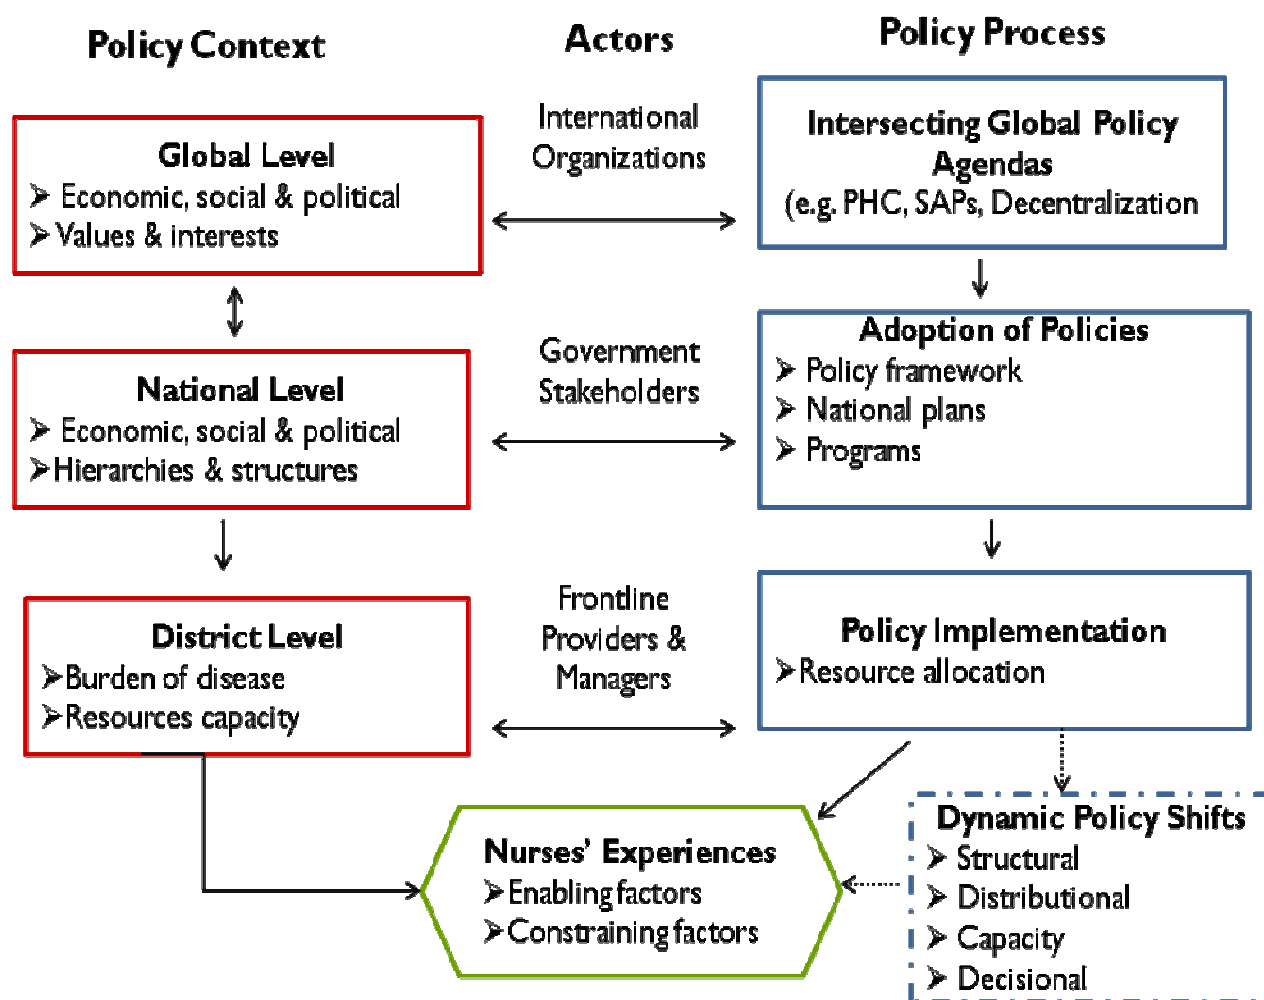 Policy Context
Actors
Policy Process
Global Level
➢ Economic, social & political
➢ Values & interests
International
Organizations
Intersecting Global Policy
Agendas
(e.g. PHC, SAPs, Decentralization
National Level
➢ Economic, social & political
➢ Hierarchies & structures
Government
Stakeholders
Adoption of Policies
➢ Policy framework
➢ National plans
➢ Programs
District Level
➢ Burden of disease
➢ Resources capacity
Frontline
Providers &
Managers
Policy Implementation
➢ Resource allocation
Nurses’ Experiences
➢ Enabling factors
➢ Constraining factors
Dynamic Policy Shifts
➢ Structural
➢ Distributional
➢ Capacity
➢ Decisional